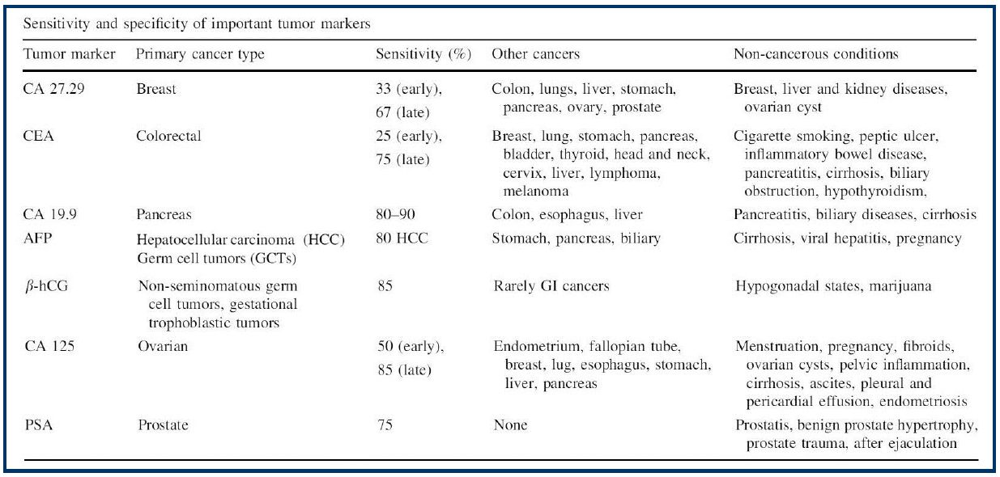 Sensitivity and specificity of important tumor markers
Tumor marker Primary cancer type Sensitivity (%) Other cancers Non-cancerous conditions
CA 27.29 Breast 33 (early), Colon, lungs, liver, stomach, Breast, liver and kidney diseases,
67 (late) pancreas, ovary, prostate ovarian cyst
CEA Colorectal 25 (early), Breast, lung, stomach, pancreas, Cigarette smoking, peptic ulcer,
75 (late) bladder, thyroid, head and neck, inflammatory bowel disease,
cervix, liver, lymphoma, pancreatitis, cirrhosis, biliary
melanoma obstruction, hypothyroidism,
CA 19.9 Pancreas 80–90 Colon, esophagus, liver Pancreatitis, biliary diseases, cirrhosis
AFP Hepatocellular carcinoma (HCC) 80 HCC Stomach, pancreas, biliary Cirrhosis, viral hepatitis, pregnancy
Germ cell tumors (GCTs)
β-hCG Non-seminomatous germ 85 Rarely GI cancers Hypogonadal states, marijuana
cell tumors, gestational
trophoblastic tumors
CA 125 Ovarian 50 (early), Endometrium, fallopian tube, Menstruation, pregnancy, fibroids,
85 (late) breast, lug, esophagus, stomach, ovarian cysts, pelvic inflammation,
liver, pancreas cirrhosis, ascites, pleural and
pericardial effusion, endometriosis
PSA Prostate 75 None Prostatis, benign prostate hypertrophy,
prostate trauma, after ejaculation